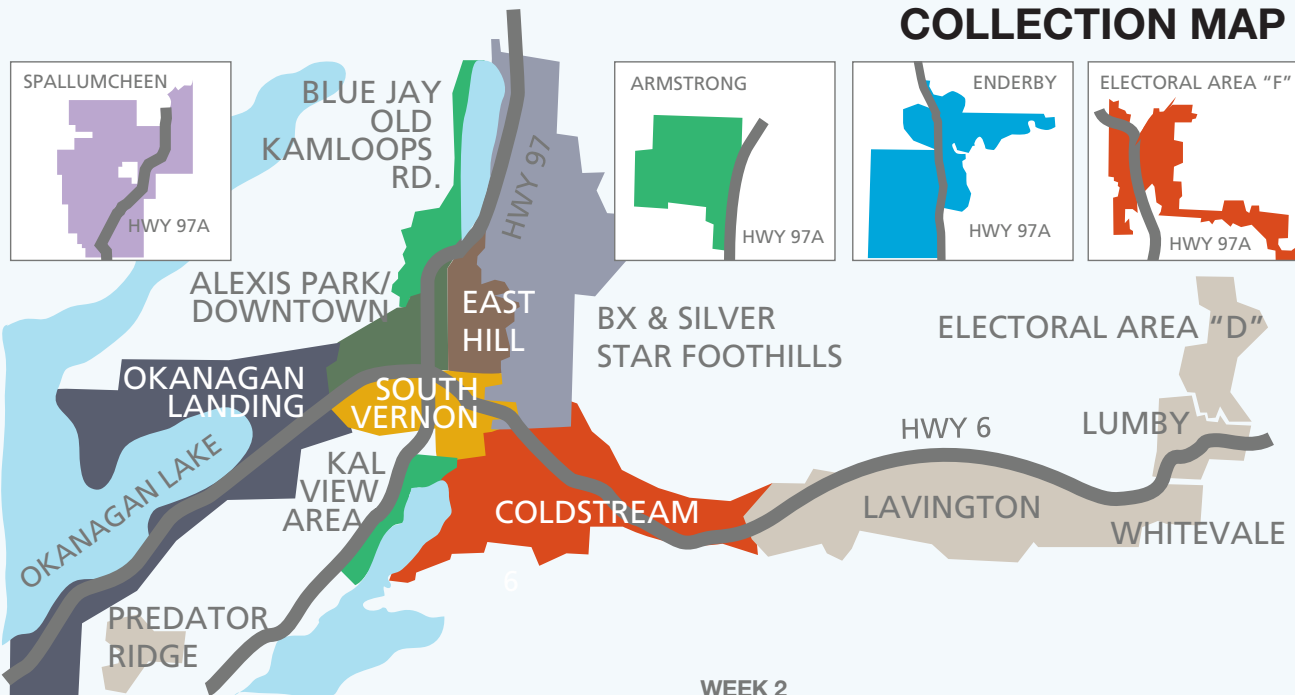 COLLECTION MAP
SPALLUMCHEEN
HWY 97A
BLUE JAY
OLD
KAMLOOPS
RD.
HWY 97
ARMSTRONG
HWY 97A
ENDERBY
HWY 97A
ELECTORAL AREA "F"
HWY 97A
ALEXIS PARK/
DOWNTOWN
EAST
HILL
BX & SILVER
STAR FOOTHILLS
ELECTORAL AREA "D"
OKANAGAN
LANDING
SOUTH
VERNON
HWY 6
LUMBY
OKANAGAN LAKE
KAL
VIEW
AREA
COLDSTREAM
LAVINGTON
WHITEVALE
6
PREDATOR
RIDGE
WEEK 2